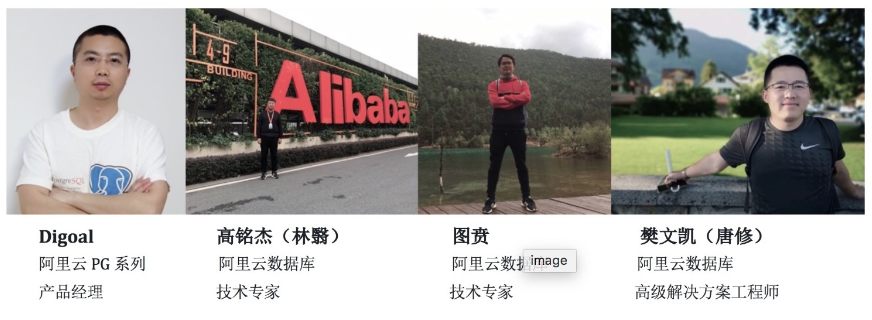 4-9
BUILDING
Alibaba
PostgreSQL
Digoal
阿里云 PG 系列
产品经理
高铭杰（林翳）
阿里云数据库
技术专家
图贲
阿里云数据库
技术专家
image
樊文凯（唐修）
阿里云数据库
高级解决方案工程师